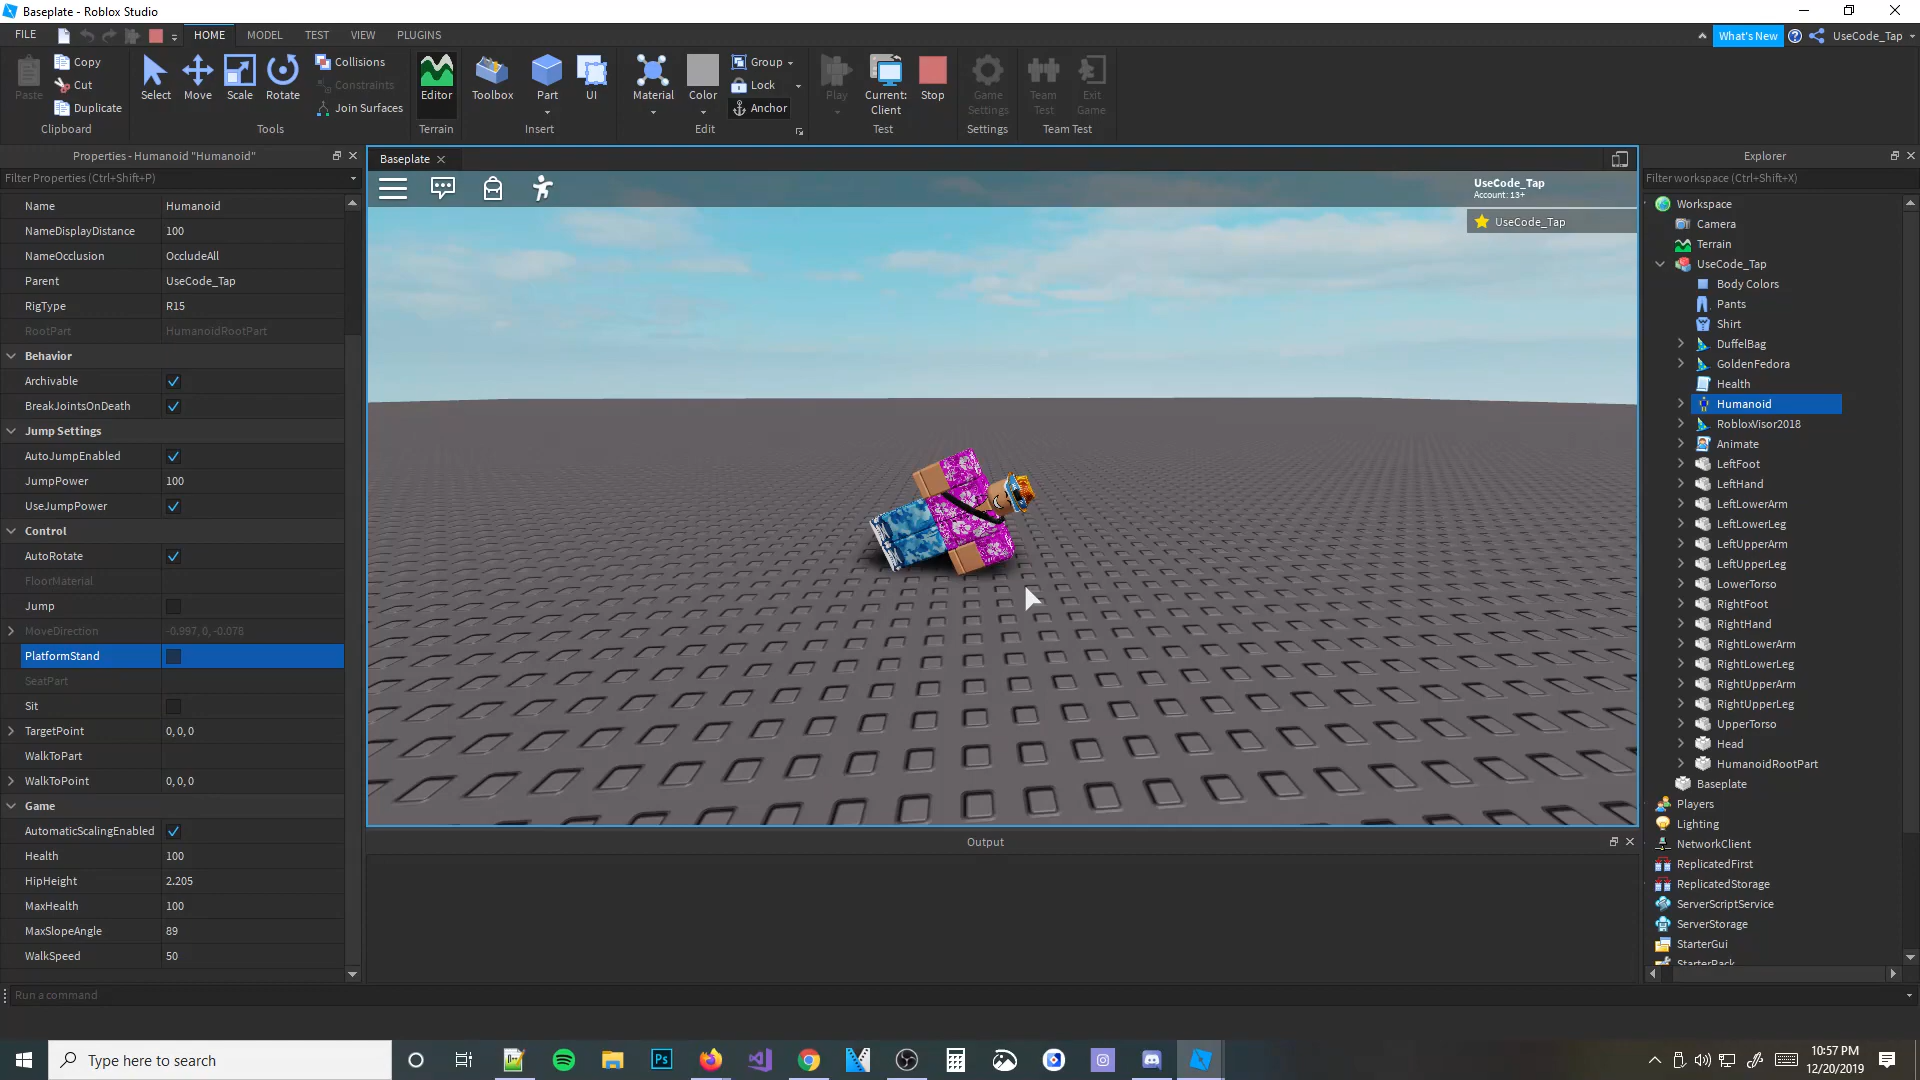 Baseplate - Roblox Studio
FILE HOME MODEL TEST VIEW PLUGINS What's New UseCode_Tap
Paste Copy Cut Duplicate
Clipboard
Select Move Scale Rotate Collisions Constraints Join Surfaces
Tools
Editor
Terrain
Toolbox Part UI
Insert
Material Color Group Lock Anchor
Edit
Play Current: Client Stop
Test
Game Settings
Settings
Team Test Exit Game
Team Test
Properties - Humanoid "Humanoid"
Filter Properties (Ctrl+Shift+P)
Name Humanoid
NameDisplayDistance 100
NameOcclusion OccludeAll
Parent UseCode_Tap
RigType R15
RootPart HumanoidRootPart
Behavior
Archivable
BreakJointsOnDeath
Jump Settings
AutoJumpEnabled
JumpPower 100
UseJumpPower
Control
AutoRotate
FloorMaterial
Jump
MoveDirection -0.997, 0, -0.078
PlatformStand
SeatPart
Sit
TargetPoint 0, 0, 0
WalkToPart
WalkToPoint 0, 0, 0
Game
AutomaticScalingEnabled
Health 100
HipHeight 2.205
MaxHealth 100
MaxSlopeAngle 89
WalkSpeed 50
Baseplate
UseCode_Tap
Account: 13+
UseCode_Tap
Output
Explorer
Filter workspace (Ctrl+Shift+X)
Workspace
Camera
Terrain
UseCode_Tap
Body Colors
Pants
Shirt
DuffelBag
GoldenFedora
Health
Humanoid
RobloxVisor2018
Animate
LeftFoot
LeftHand
LeftLowerArm
LeftLowerLeg
LeftUpperArm
LeftUpperLeg
LowerTorso
RightFoot
RightHand
RightLowerArm
RightLowerLeg
RightUpperArm
RightUpperLeg
UpperTorso
Head
HumanoidRootPart
Baseplate
Players
Lighting
NetworkClient
ReplicatedFirst
ReplicatedStorage
ServerScriptService
ServerStorage
StarterGui
StarterPack
Run a command
Type here to search
Ps
10:57 PM
12/20/2019